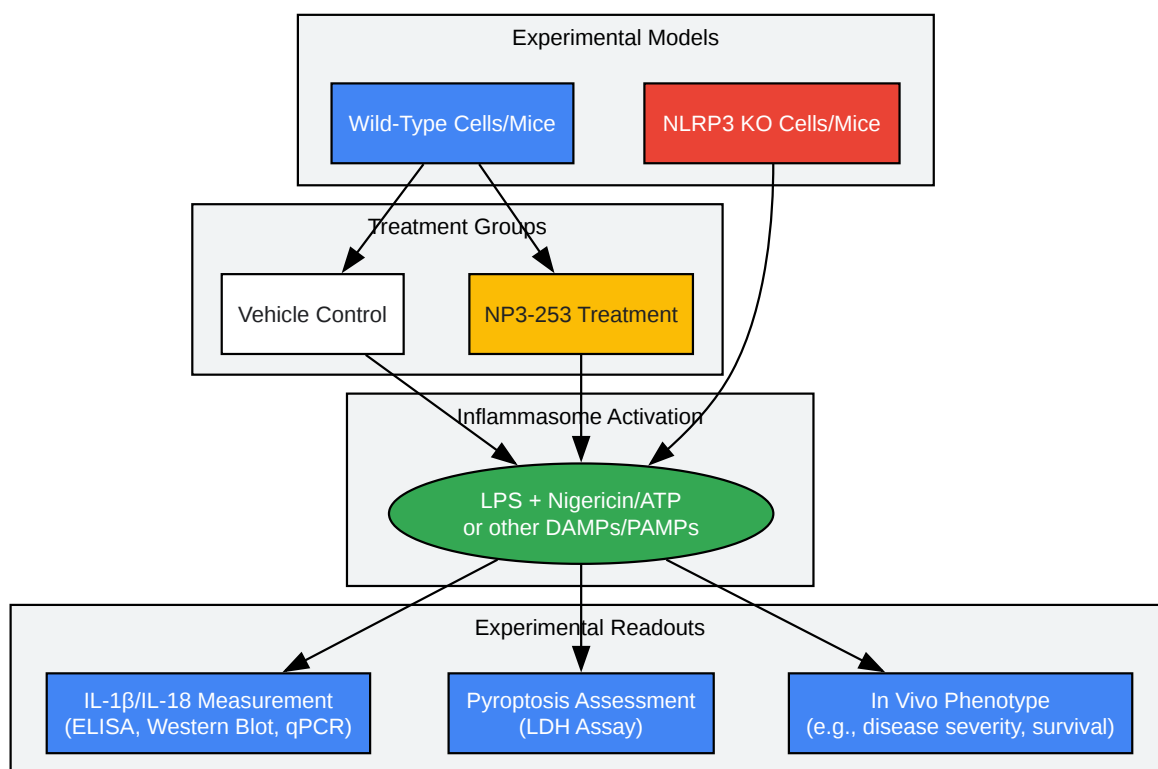 Experimental Models
Wild-Type Cells/Mice
NLRP3 KO Cells/Mice
Treatment Groups
Vehicle Control
NP3-253 Treatment
Inflammasome Activation
LPS + Nigericin/ATP
or other DAMPs/PAMPs
Experimental Readouts
IL-1β/IL-18 Measurement
(ELISA, Western Blot, qPCR)
Pyroptosis Assessment
(LDH Assay)
In Vivo Phenotype
(e.g., disease severity, survival)